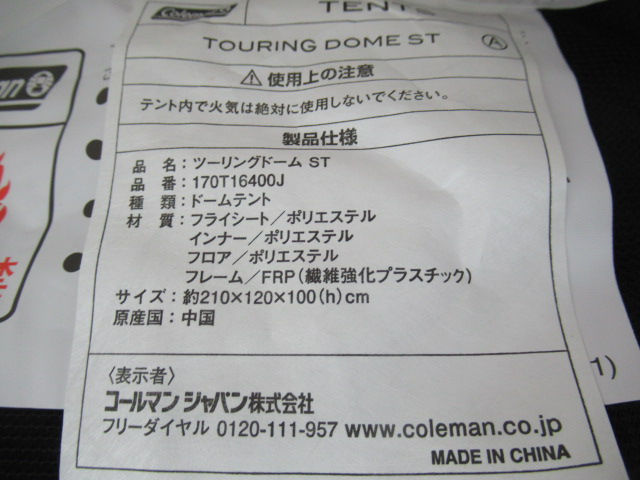 Coleman
TENTS
TOURING DOME ST
A
使用上の注意
テント内で火気は絶対に使用しないでください。
製品仕様
品 名：ツーリングドーム ST
品 番：170T16400J
種 類：ドームテント
材 質：フライシート／ポリエステル
インナー／ポリエステル
フロア／ポリエステル
フレーム／FRP（繊維強化プラスチック）
サイズ：約210×120×100(h)cm
原産国：中国
〈表示者〉
コールマン ジャパン株式会社
フリーダイヤル 0120-111-957 www.coleman.co.jp
MADE IN CHINA
1)